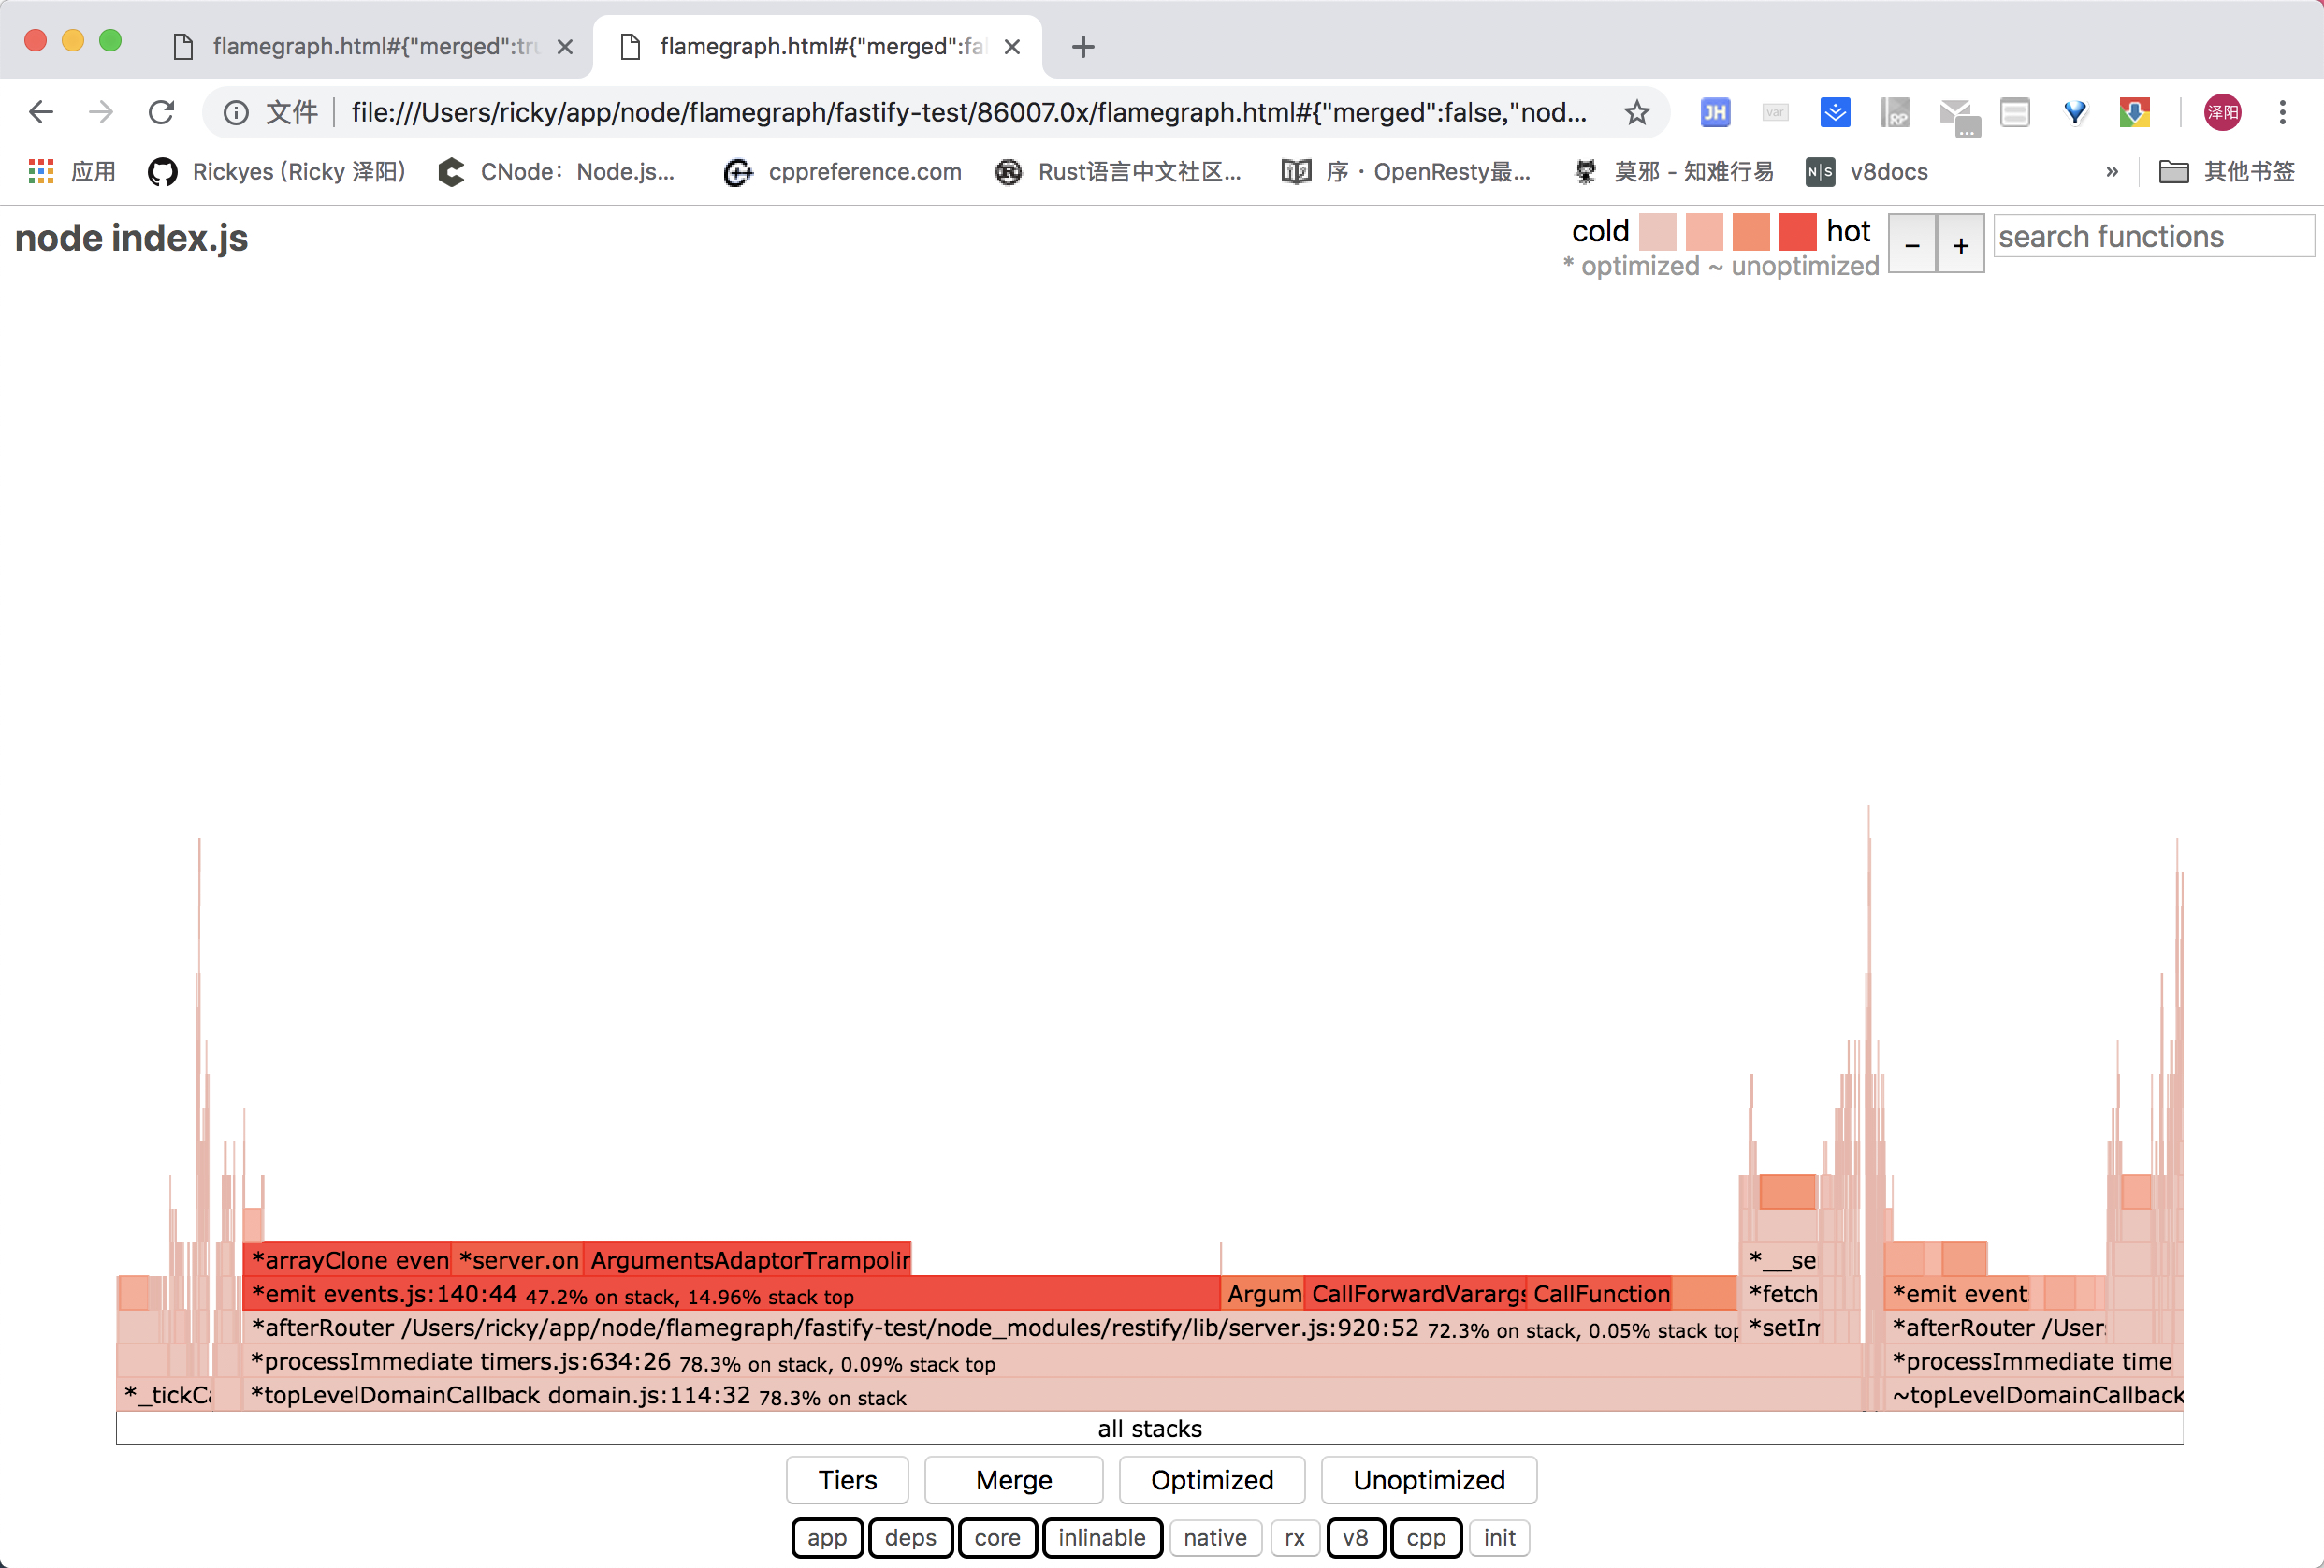 flamegraph.html#{"merged":tru
flamegraph.html#{"merged":fal
文件
file:///Users/ricky/app/node/flamegraph/fastify-test/86007.0x/flamegraph.html#{"merged":false,"nod...
JH
var
RP
泽阳
应用
Rickyes (Ricky 泽阳)
CNode：Node.js...
cppreference.com
Rust语言中文社区...
序 · OpenResty最...
莫邪 - 知难行易
N|S
v8docs
»
其他书签
node index.js
cold
hot
* optimized ~ unoptimized
-
+
search functions
*arrayClone even
*server.on
ArgumentsAdaptorTrampolin
*__se
*emit events.js:140:44 47.2% on stack, 14.96% stack top
Argum
CallForwardVarargs
CallFunction
*fetch
*emit event
*afterRouter /Users/ricky/app/node/flamegraph/fastify-test/node_modules/restify/lib/server.js:920:52 72.3% on stack, 0.05% stack top
*setIm
*afterRouter /Users
*processImmediate timers.js:634:26 78.3% on stack, 0.09% stack top
*processImmediate time
*_tickCa
*topLevelDomainCallback domain.js:114:32 78.3% on stack
~topLevelDomainCallback
all stacks
Tiers
Merge
Optimized
Unoptimized
app
deps
core
inlinable
native
rx
v8
cpp
init